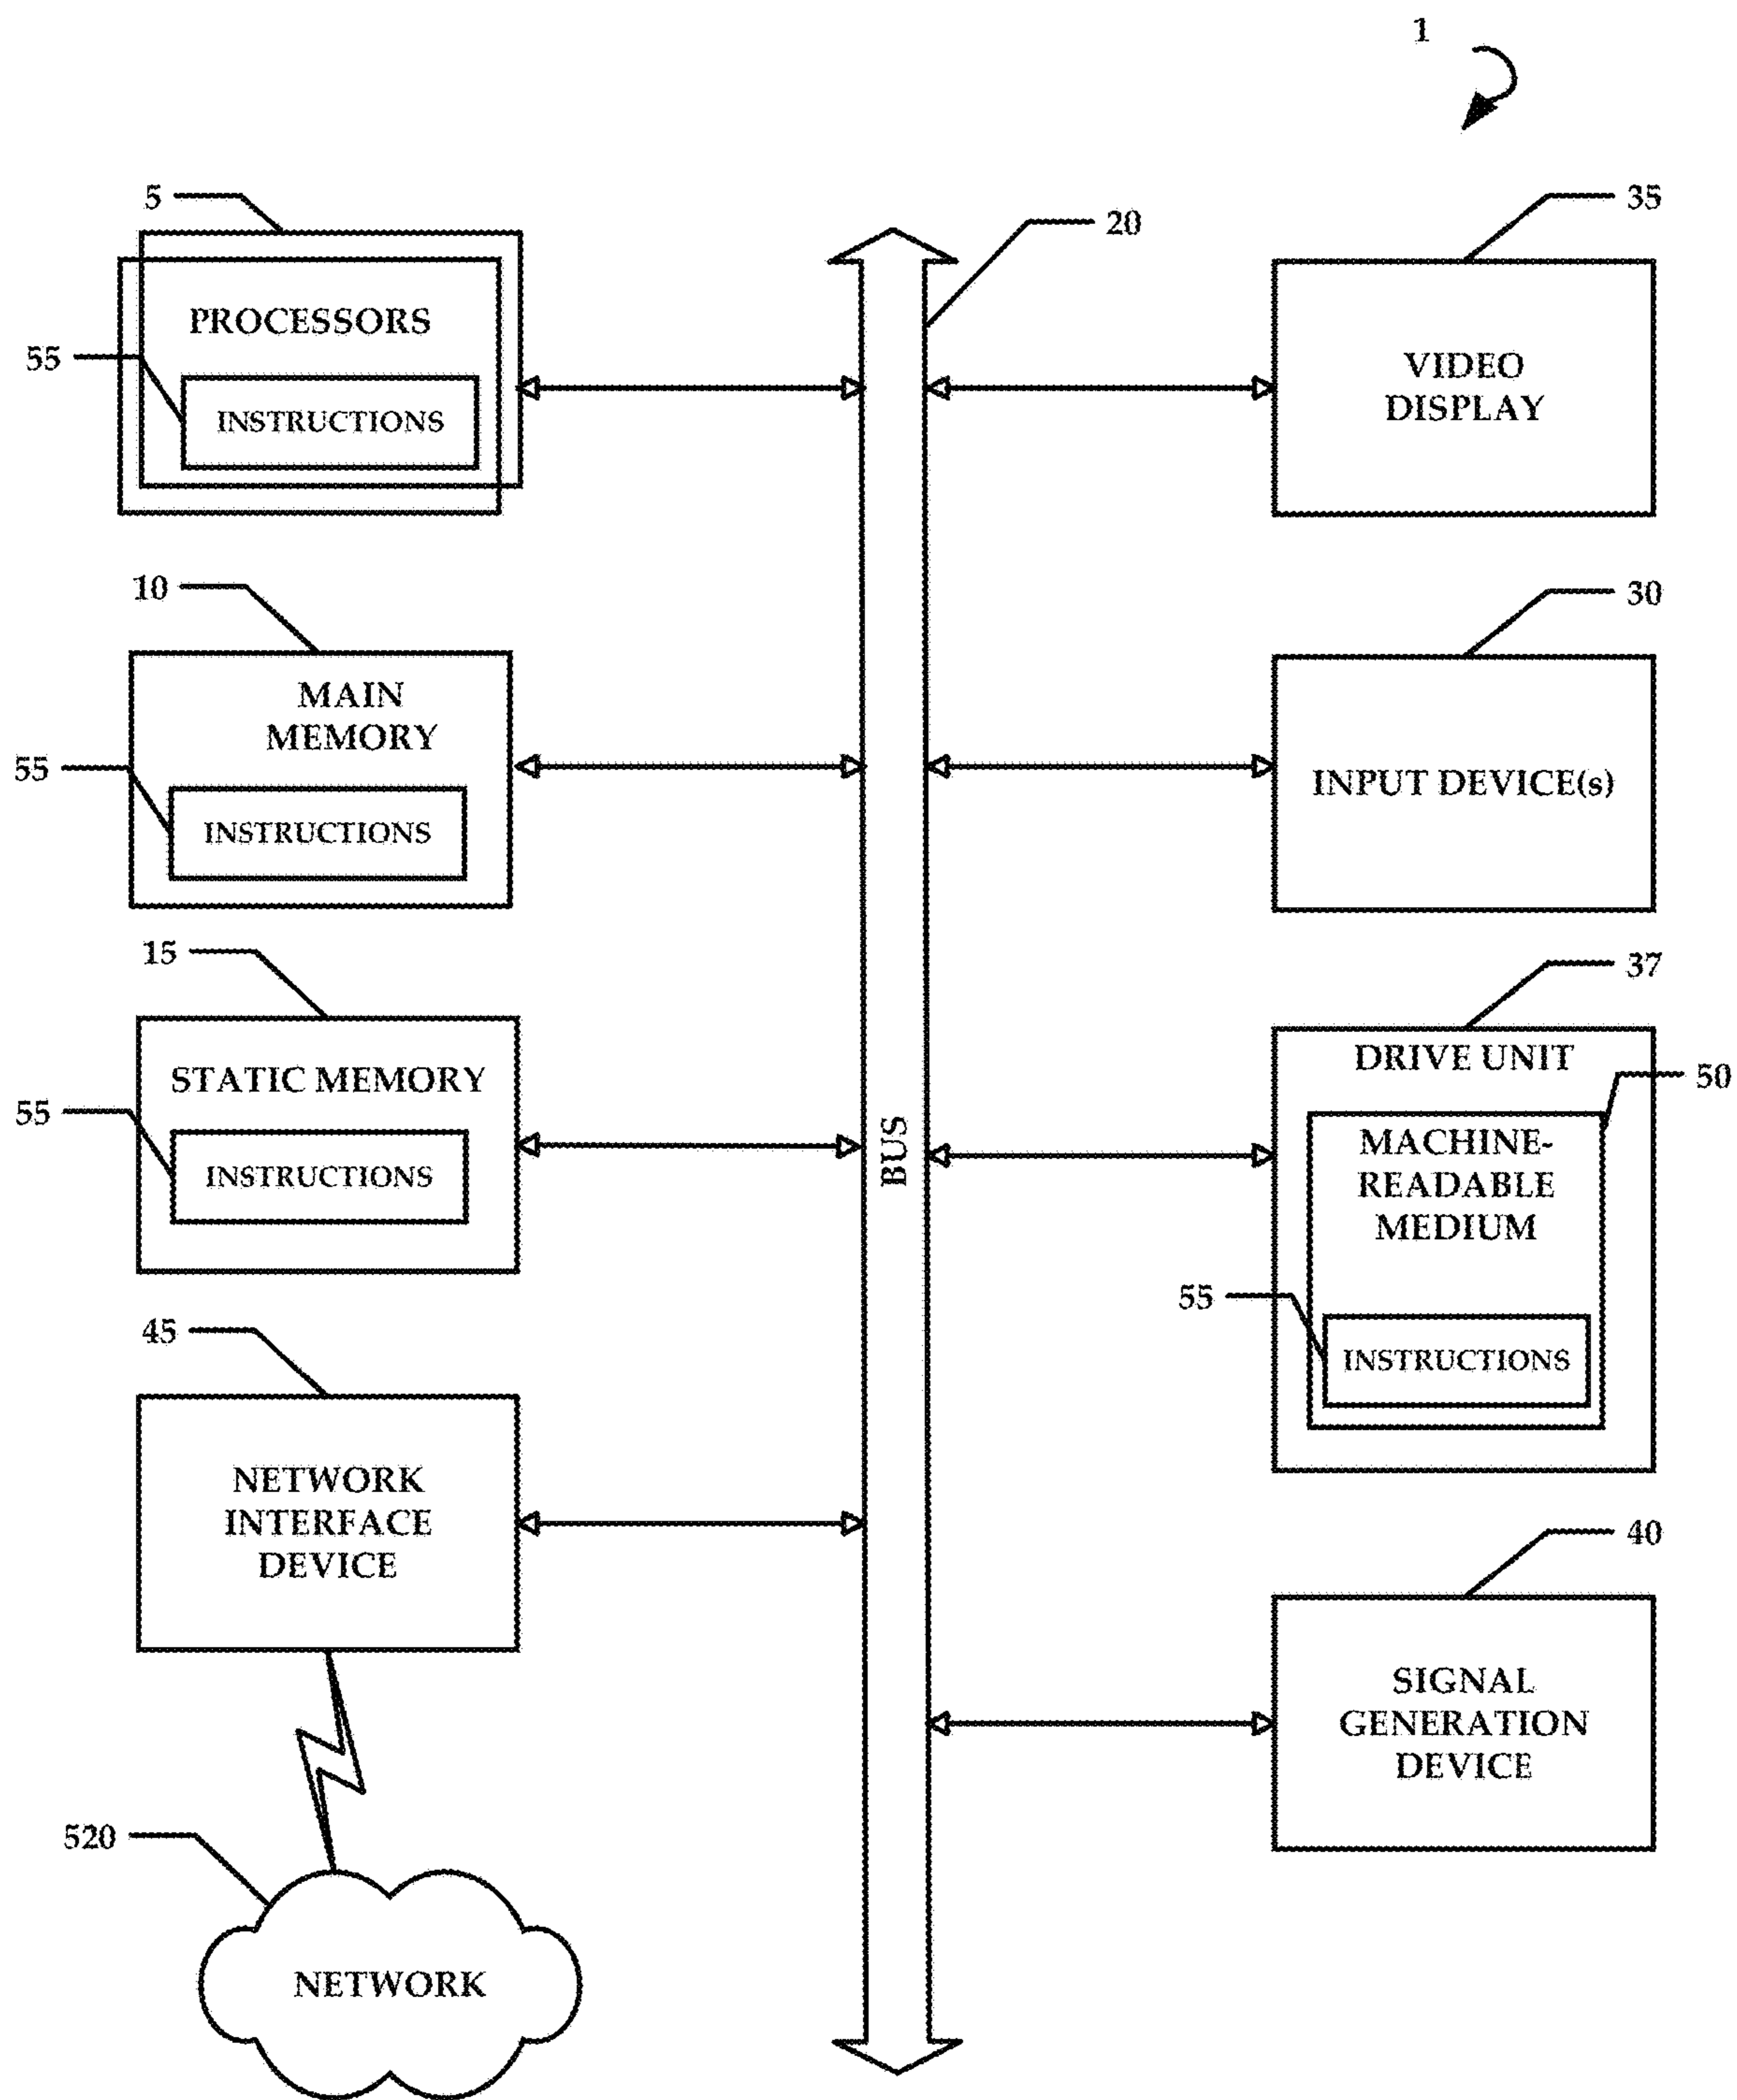 1
5
PROCESSORS
55
INSTRUCTIONS
10
MAIN
MEMORY
55
INSTRUCTIONS
15
STATIC MEMORY
55
INSTRUCTIONS
45
NETWORK
INTERFACE
DEVICE
520
NETWORK
20
BUS
35
VIDEO
DISPLAY
30
INPUT DEVICE(s)
37
DRIVE UNIT
50
MACHINE-
READABLE
MEDIUM
55
INSTRUCTIONS
40
SIGNAL
GENERATION
DEVICE